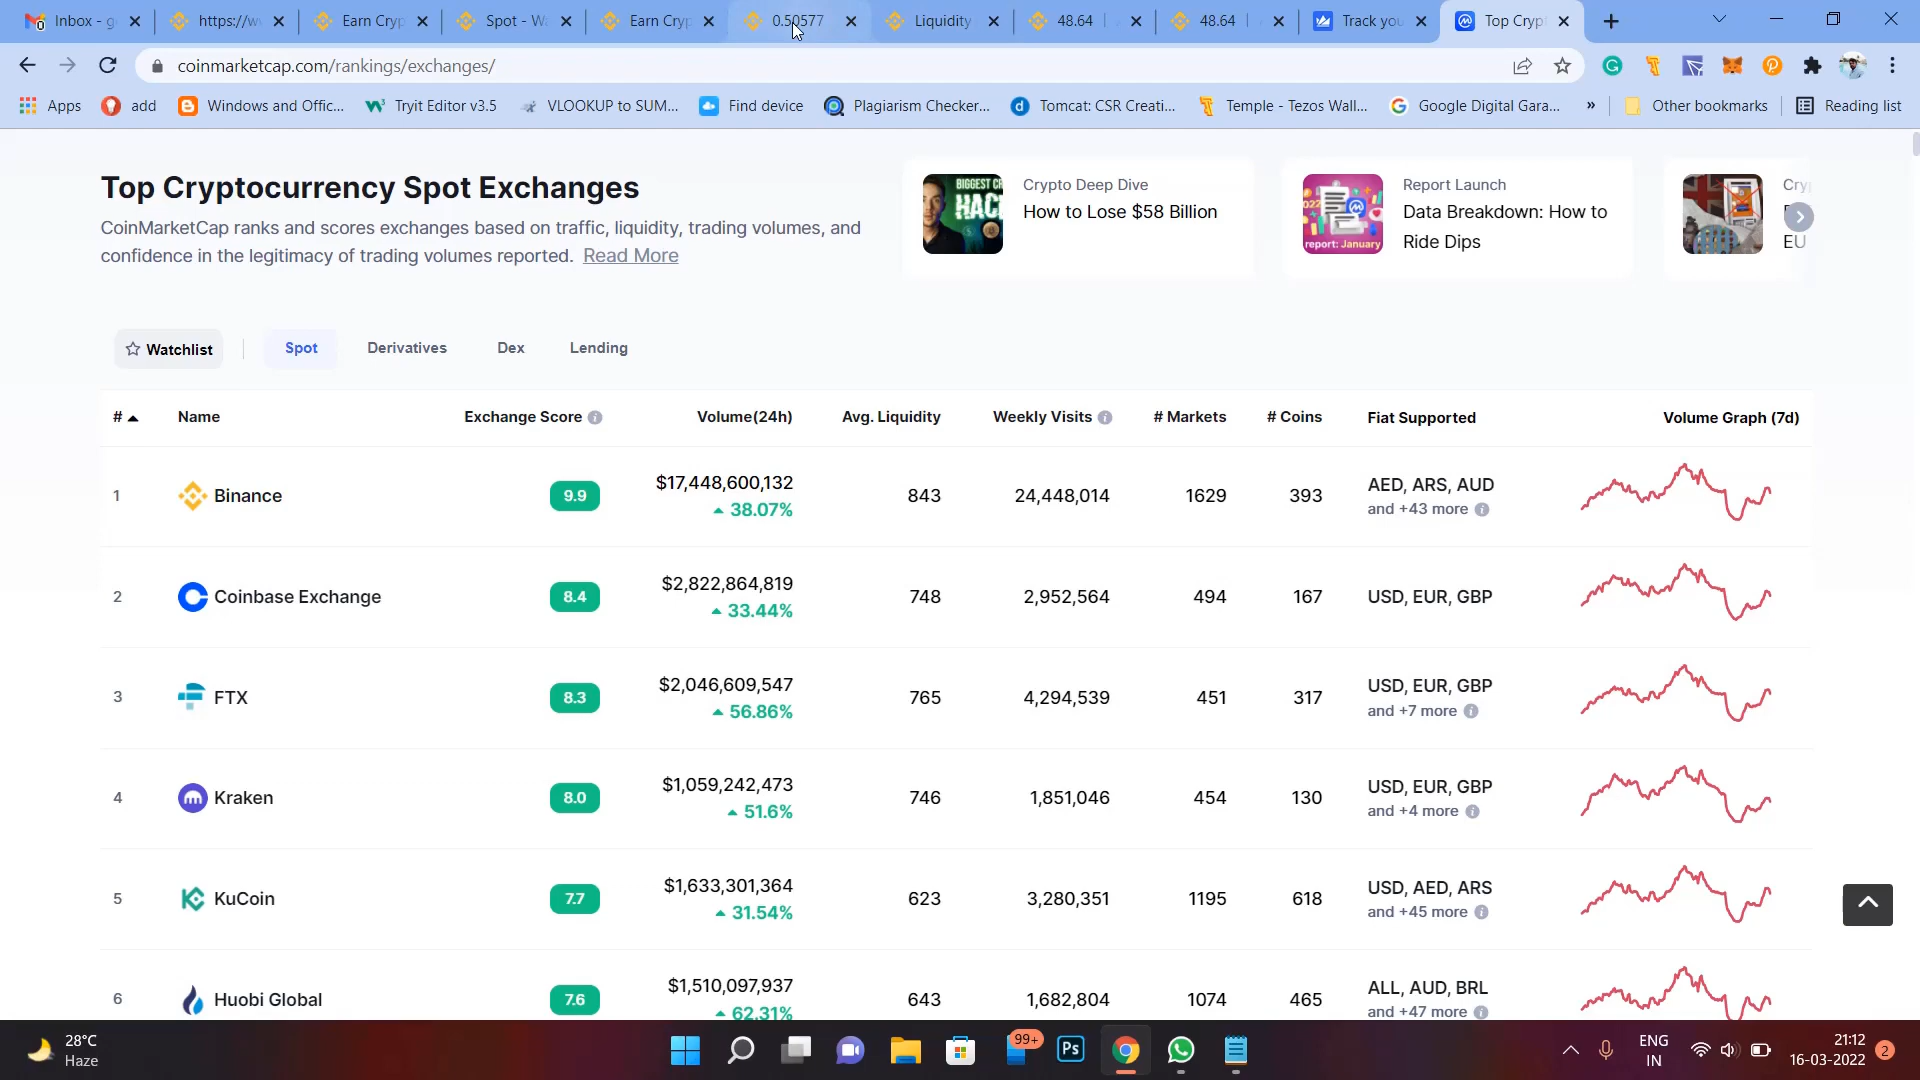 Inbox - g
https://w
Earn Cryp
Spot - Wa
Earn Cryp
0.50577
Liquidity
48.64
48.64
Track you
Top Cryp
coinmarketcap.com/rankings/exchanges/
Apps
add
Windows and Offic...
Tryit Editor v3.5
VLOOKUP to SUM...
Find device
Plagiarism Checker...
Tomcat: CSR Creati...
Temple - Tezos Wall...
Google Digital Gara...
»
Other bookmarks
Reading list
Top Cryptocurrency Spot Exchanges
CoinMarketCap ranks and scores exchanges based on traffic, liquidity, trading volumes, and
confidence in the legitimacy of trading volumes reported. Read More
BIGGEST CR
HAC
Crypto Deep Dive
How to Lose $58 Billion
report: January
Report Launch
Data Breakdown: How to
Ride Dips
Cry
EU
Watchlist
Spot
Derivatives
Dex
Lending
# Name Exchange Score Volume(24h) Avg. Liquidity Weekly Visits # Markets # Coins Fiat Supported Volume Graph (7d)
1 Binance 9.9 $17,448,600,132 843 24,448,014 1629 393 AED, ARS, AUD
38.07% and +43 more
2 Coinbase Exchange 8.4 $2,822,864,819 748 2,952,564 494 167 USD, EUR, GBP
33.44%
3 FTX 8.3 $2,046,609,547 765 4,294,539 451 317 USD, EUR, GBP
56.86% and +7 more
4 Kraken 8.0 $1,059,242,473 746 1,851,046 454 130 USD, EUR, GBP
51.6% and +4 more
5 KuCoin 7.7 $1,633,301,364 623 3,280,351 1195 618 USD, AED, ARS
31.54% and +45 more
6 Huobi Global 7.6 $1,510,097,937 643 1,682,804 1074 465 ALL, AUD, BRL
62.31% and +47 more
28°C
Haze
99+
Ps
ENG
IN
21:12
16-03-2022
2